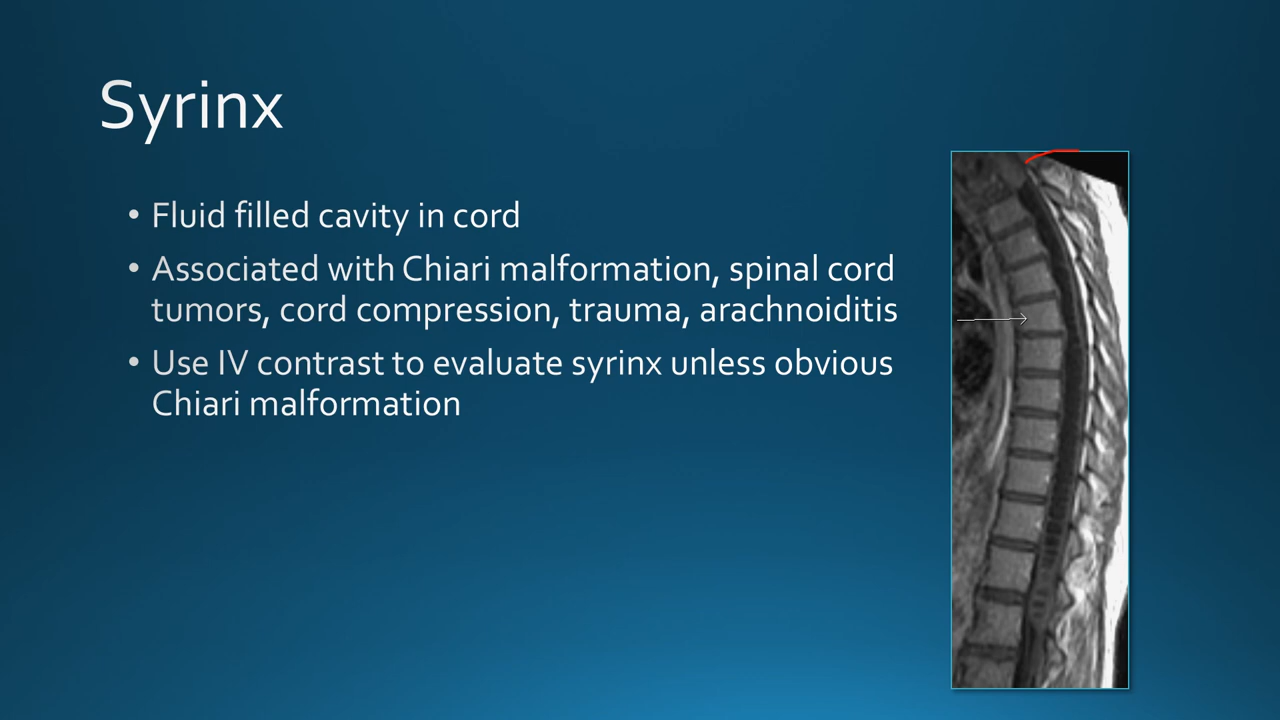 Syrinx
• Fluid filled cavity in cord
• Associated with Chiari malformation, spinal cord
tumors, cord compression, trauma, arachnoiditis
• Use IV contrast to evaluate syrinx unless obvious
Chiari malformation